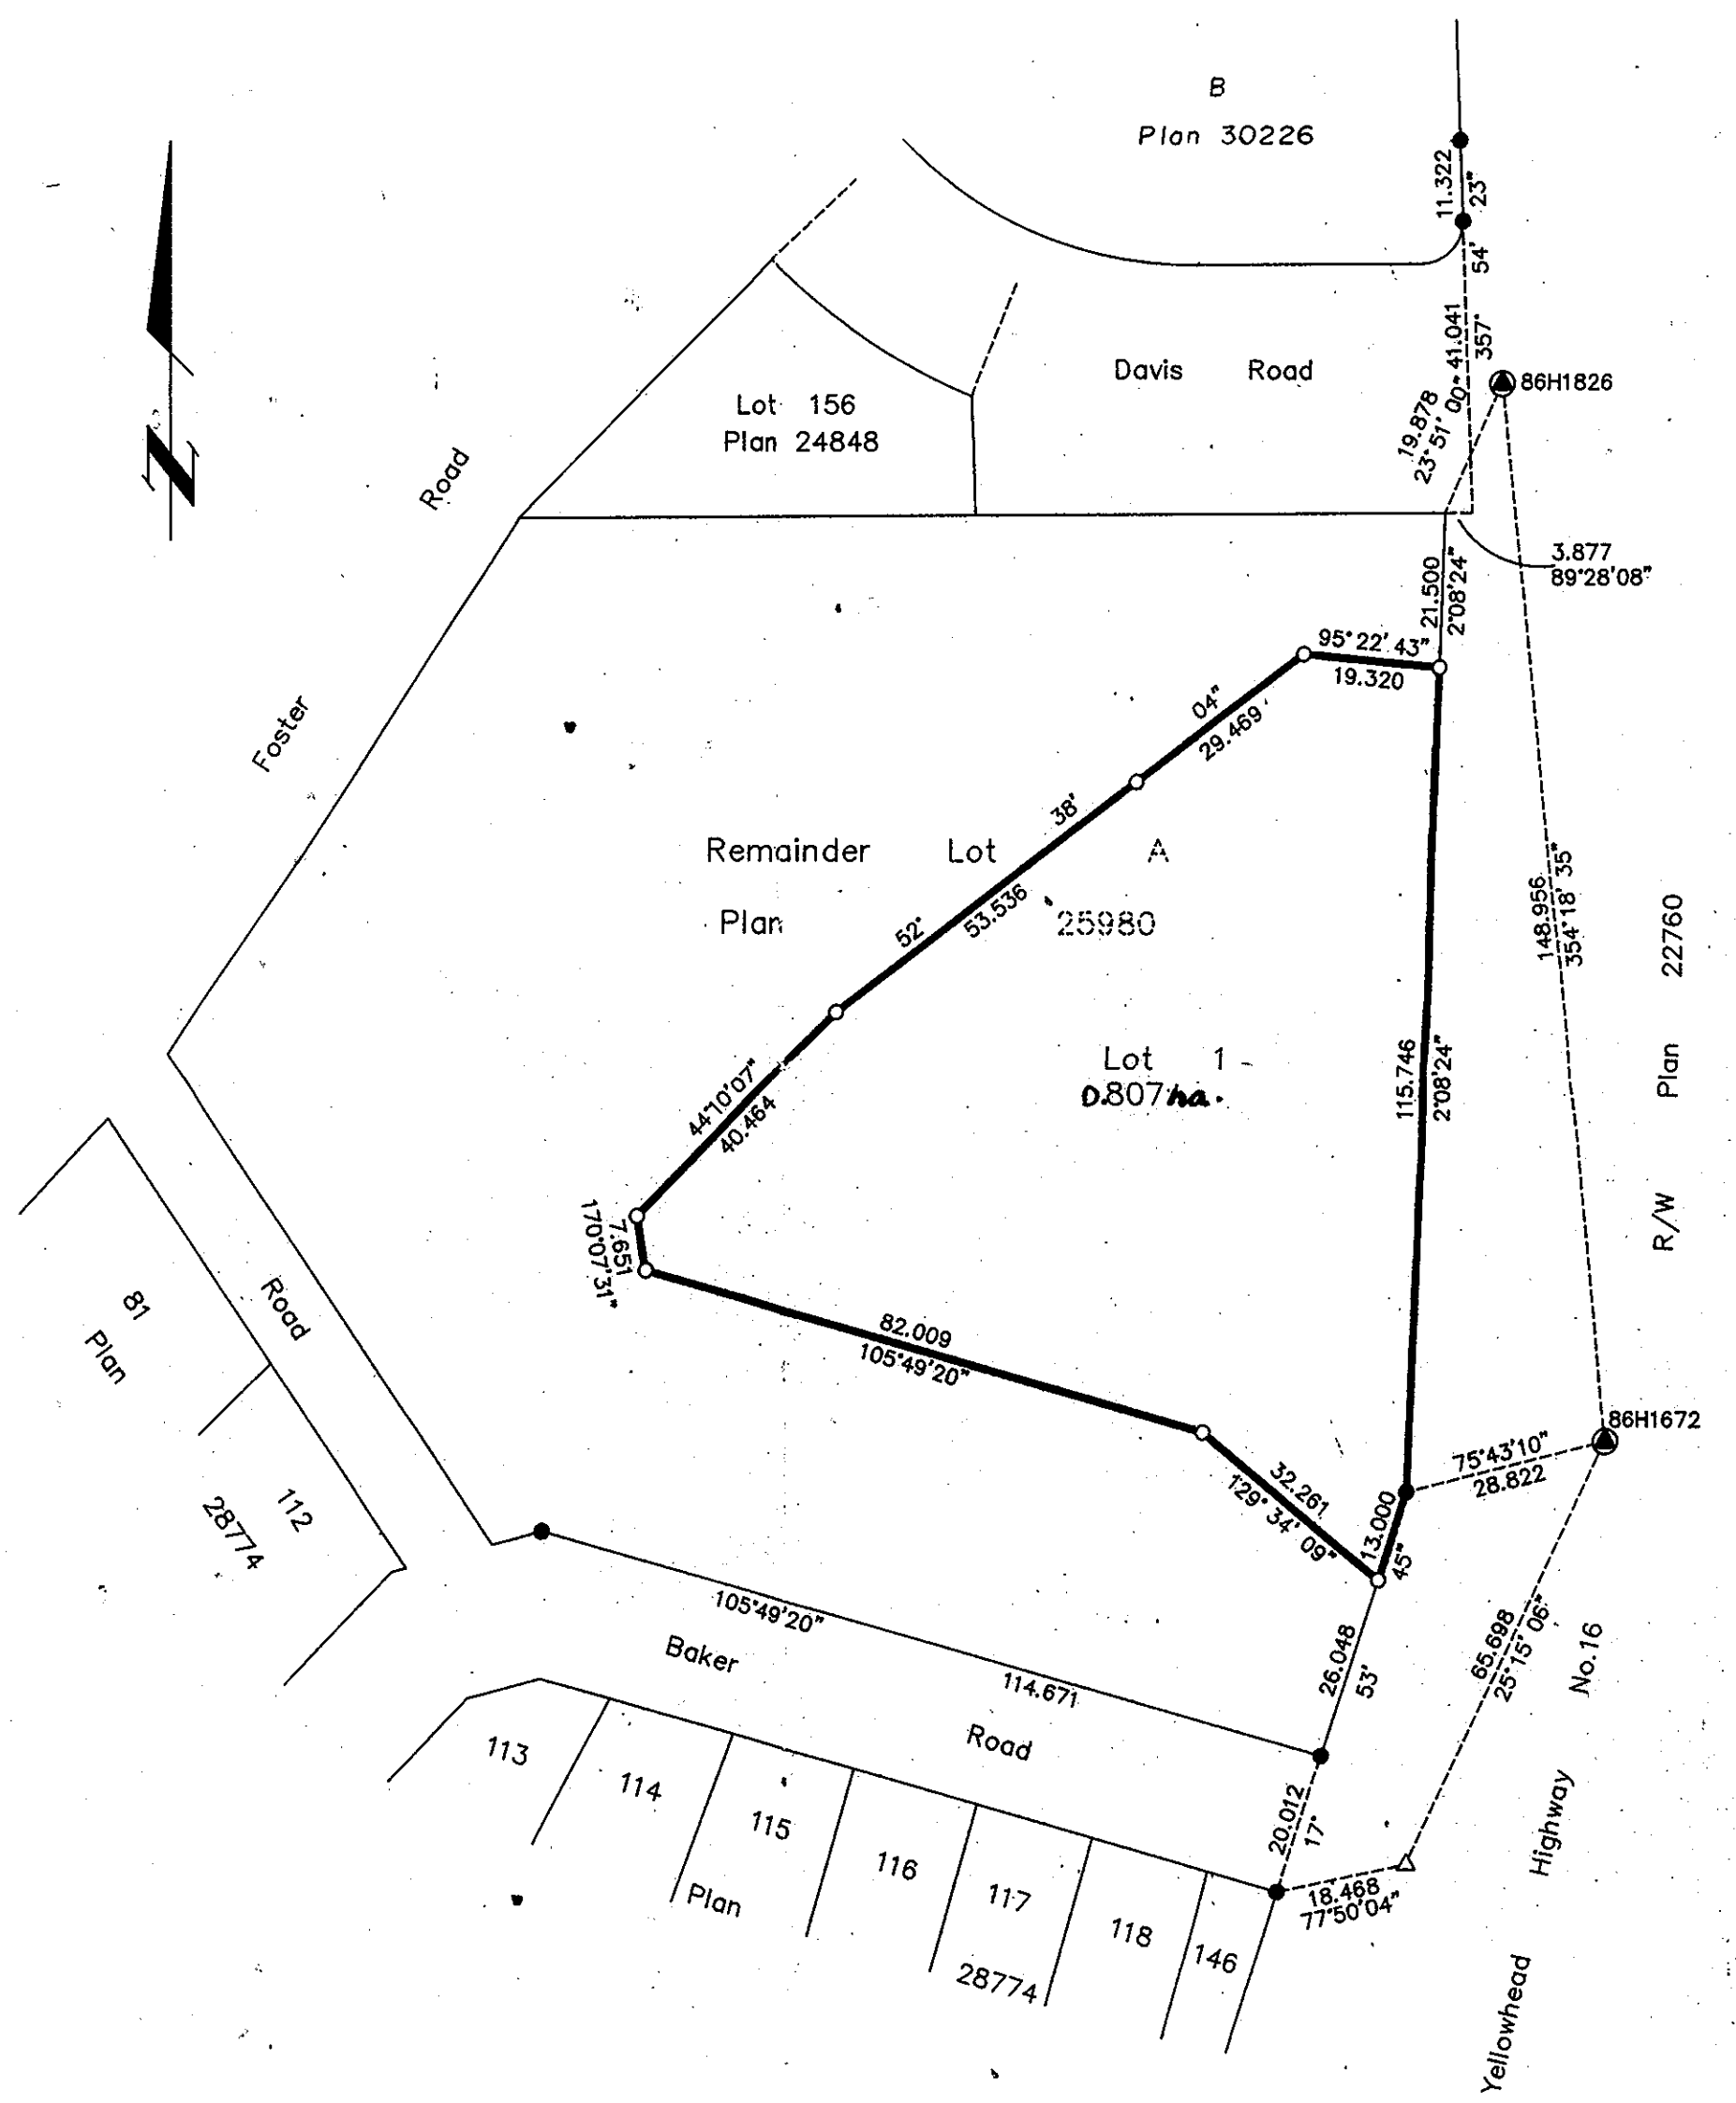 B
Plan 30226
11.322
23"
54'
41.041
357°
86H1826
19.878
23°51'00"
Davis Road
Lot 156
Plan 24848
N
Road
3.877
89°28'08"
21.500
2°08'24"
95°22'43"
19.320
04"
29.469
Foster
38'
53.536
52°
Remainder Lot A
Plan 25980
148.956
354°18'35"
R/W Plan 22760
Lot 1
0.807 ha.
115.746
2°08'24"
44°10'07"
40.464
7.651
170°07'31"
82.009
105°49'20"
81
Plan
Road
86H1672
75°43'10"
28.822
32.261
129°34'09"
13.000
45"
112
28774
105°49'20"
114.671
Baker
Road
26.048
53'
65.698
25°15'06"
No.16
20.012
17°
18.468
77°50'04"
113
114
115
116
117
118
146
Plan
28774
Highway
Yellowhead